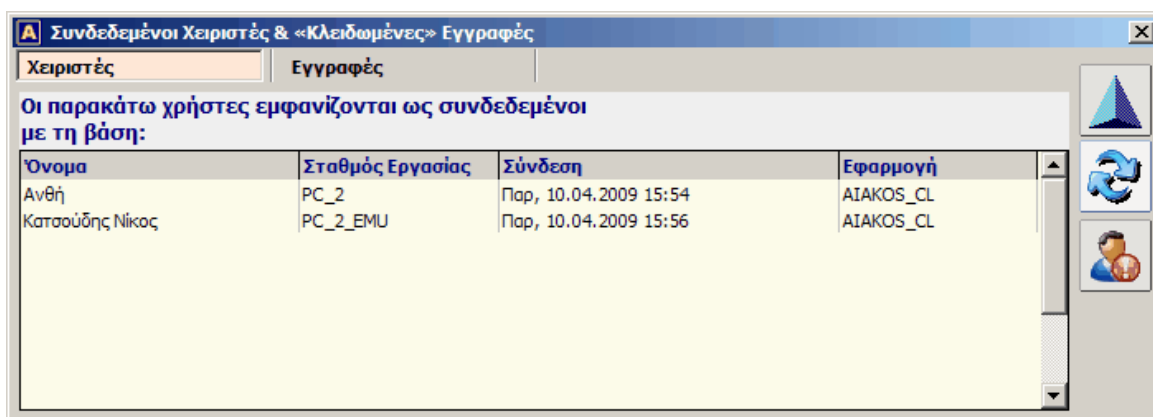 A Συνδεδεμένοι Χειριστές & «Κλειδωμένες» Εγγραφές
Χειριστές Εγγραφές
Οι παρακάτω χρήστες εμφανίζονται ως συνδεδεμένοι
με τη βάση:
Όνομα Σταθμός Εργασίας Σύνδεση Εφαρμογή
Ανθή PC_2 Παρ, 10.04.2009 15:54 AIAKOS_CL
Κατσούδης Νίκος PC_2_EMU Παρ, 10.04.2009 15:56 AIAKOS_CL